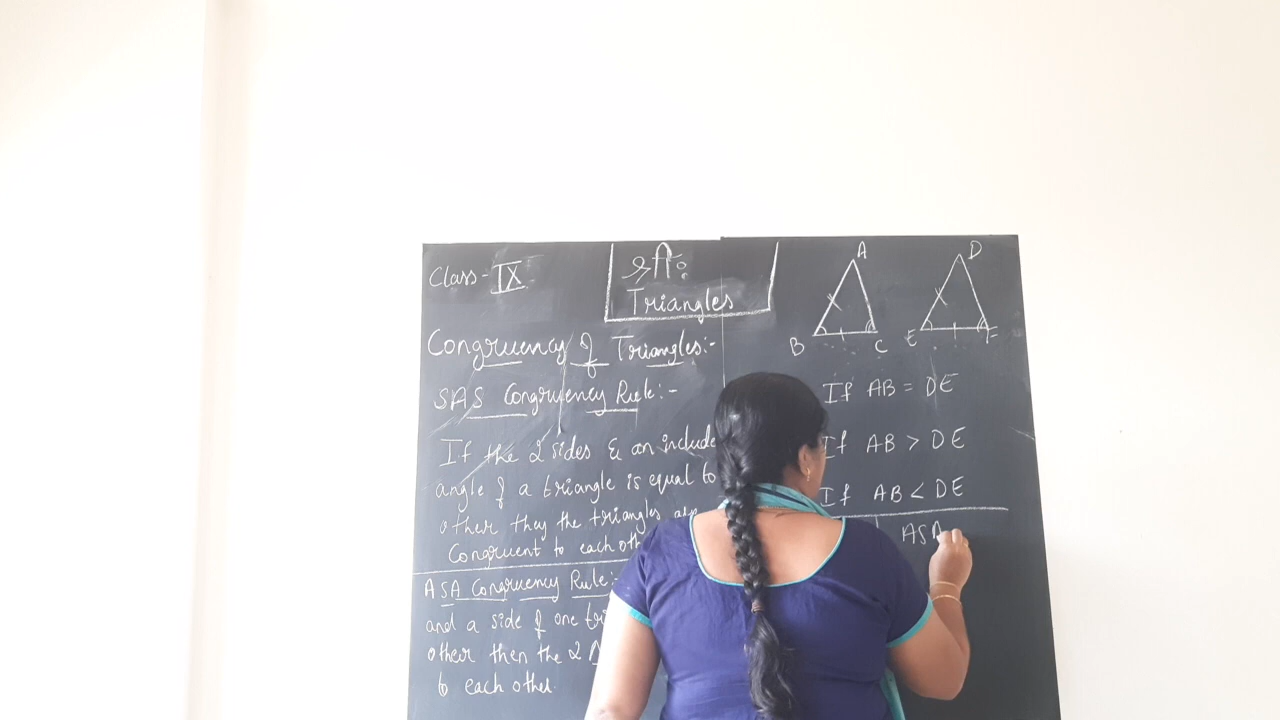 Class - IX
Triangles
Congruency of Triangles:-
SAS Congruency Rule:-
If the 2 sides & an include
angle of a triangle is equal to
other they the triangles are
Congruent to each oth
ASA Congruency Rule:-
and a side of one tri
other then the 2 Δ
to each other.
A
D
B
C
E
F
If AB = DE
If AB > DE
If AB < DE
ASA